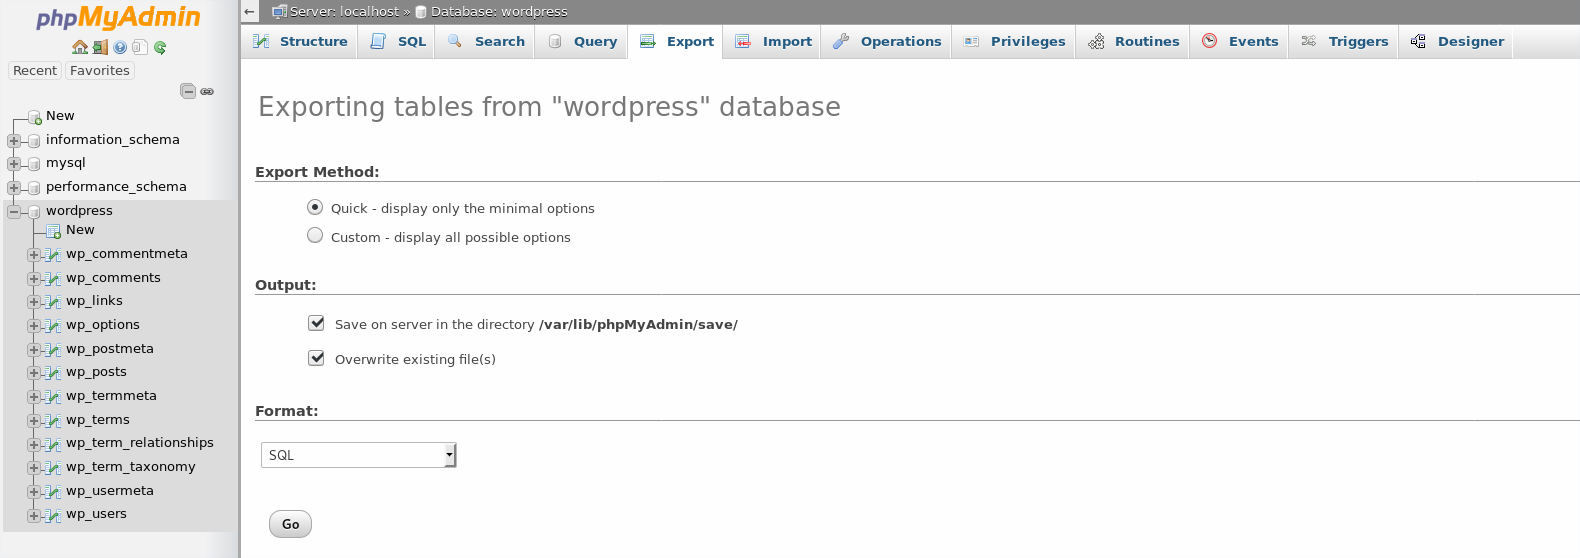 phpMyAdmin
Recent Favorites
New
information_schema
mysql
performance_schema
wordpress
New
wp_commentmeta
wp_comments
wp_links
wp_options
wp_postmeta
wp_posts
wp_termmeta
wp_terms
wp_term_relationships
wp_term_taxonomy
wp_usermeta
wp_users
← Server: localhost » Database: wordpress
Structure SQL Search Query Export Import Operations Privileges Routines Events Triggers Designer
Exporting tables from "wordpress" database
Export Method:
Quick - display only the minimal options
Custom - display all possible options
Output:
Save on server in the directory /var/lib/phpMyAdmin/save/
Overwrite existing file(s)
Format:
SQL
Go